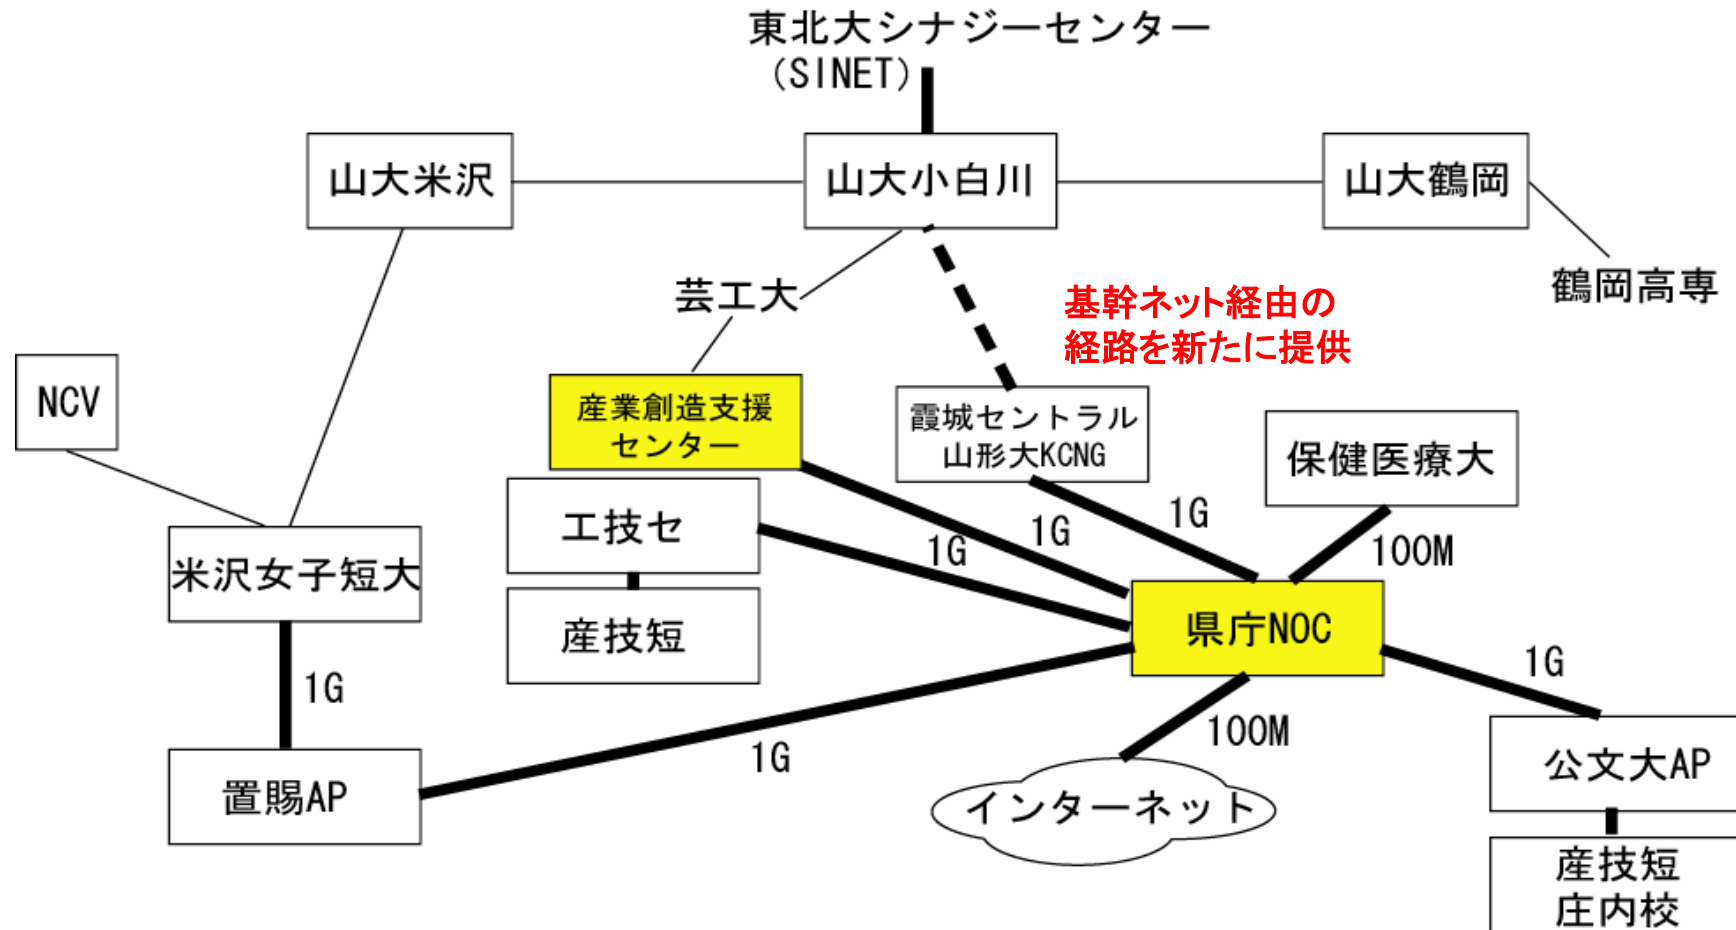 東北大シナジーセンター
（SINET）
山大米沢
山大小白川
山大鶴岡
芸工大
鶴岡高専
基幹ネット経由の
経路を新たに提供
NCV
産業創造支援
センター
霞城セントラル
山形大KCNG
保健医療大
工技セ
1G
1G
1G
100M
米沢女子短大
産技短
県庁NOC
1G
1G
1G
100M
置賜AP
インターネット
公文大AP
産技短
庄内校